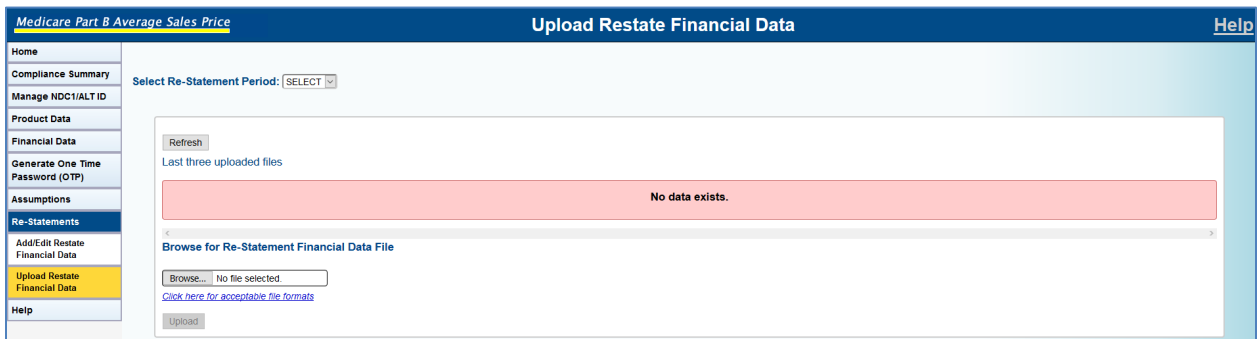 Medicare Part B Average Sales Price
Upload Restate Financial Data
Help
Home
Compliance Summary
Manage NDC1/ALT ID
Product Data
Financial Data
Generate One Time
Password (OTP)
Assumptions
Re-Statements
Add/Edit Restate
Financial Data
Upload Restate
Financial Data
Help
Select Re-Statement Period: SELECT
Refresh
Last three uploaded files
No data exists.
Browse for Re-Statement Financial Data File
Browse... No file selected.
Click here for acceptable file formats
Upload